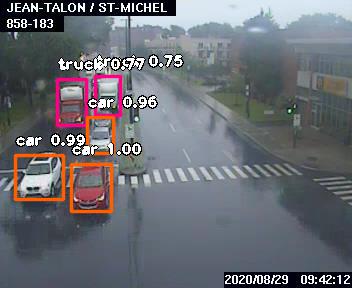 JEAN-TALON / ST-MICHEL
858-183
truck 0.77
truck 0.75
car 0.96
car 0.99
car 1.00
2020/08/29 09:42:12